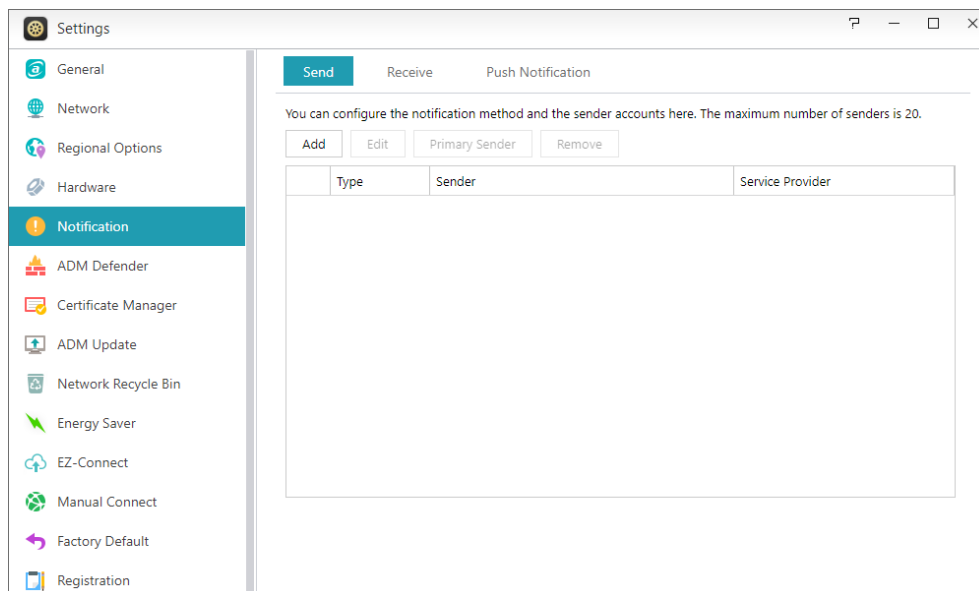 Settings
General
Network
Regional Options
Hardware
Notification
ADM Defender
Certificate Manager
ADM Update
Network Recycle Bin
Energy Saver
EZ-Connect
Manual Connect
Factory Default
Registration
Send Receive Push Notification
You can configure the notification method and the sender accounts here. The maximum number of senders is 20.
Add Edit Primary Sender Remove
Type Sender Service Provider